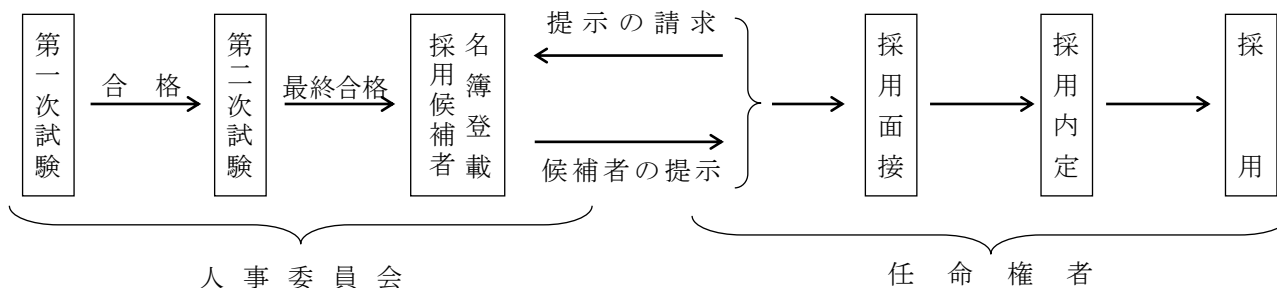 第一次試験
合　格
第二次試験
最終合格
採用候補者
名簿登載
提示の請求
候補者の提示
採用面接
採用内定
採　用
人事委員会
任命権者